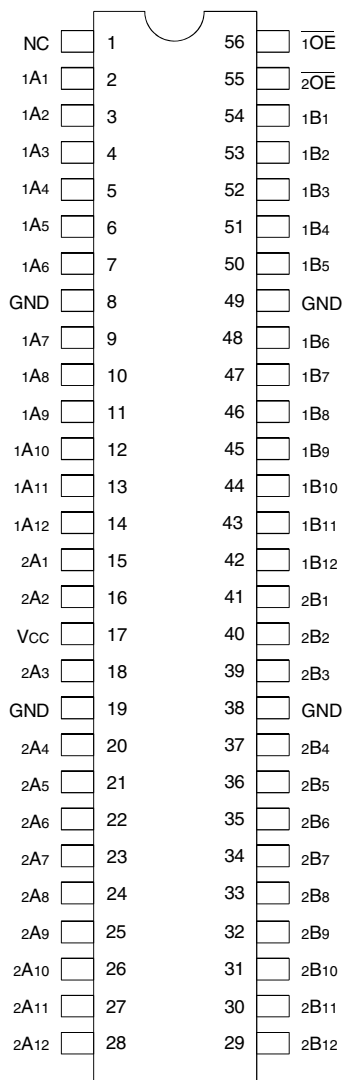 NC 1 56 1OE
1A1 2 55 2OE
1A2 3 54 1B1
1A3 4 53 1B2
1A4 5 52 1B3
1A5 6 51 1B4
1A6 7 50 1B5
GND 8 49 GND
1A7 9 48 1B6
1A8 10 47 1B7
1A9 11 46 1B8
1A10 12 45 1B9
1A11 13 44 1B10
1A12 14 43 1B11
2A1 15 42 1B12
2A2 16 41 2B1
VCC 17 40 2B2
2A3 18 39 2B3
GND 19 38 GND
2A4 20 37 2B4
2A5 21 36 2B5
2A6 22 35 2B6
2A7 23 34 2B7
2A8 24 33 2B8
2A9 25 32 2B9
2A10 26 31 2B10
2A11 27 30 2B11
2A12 28 29 2B12